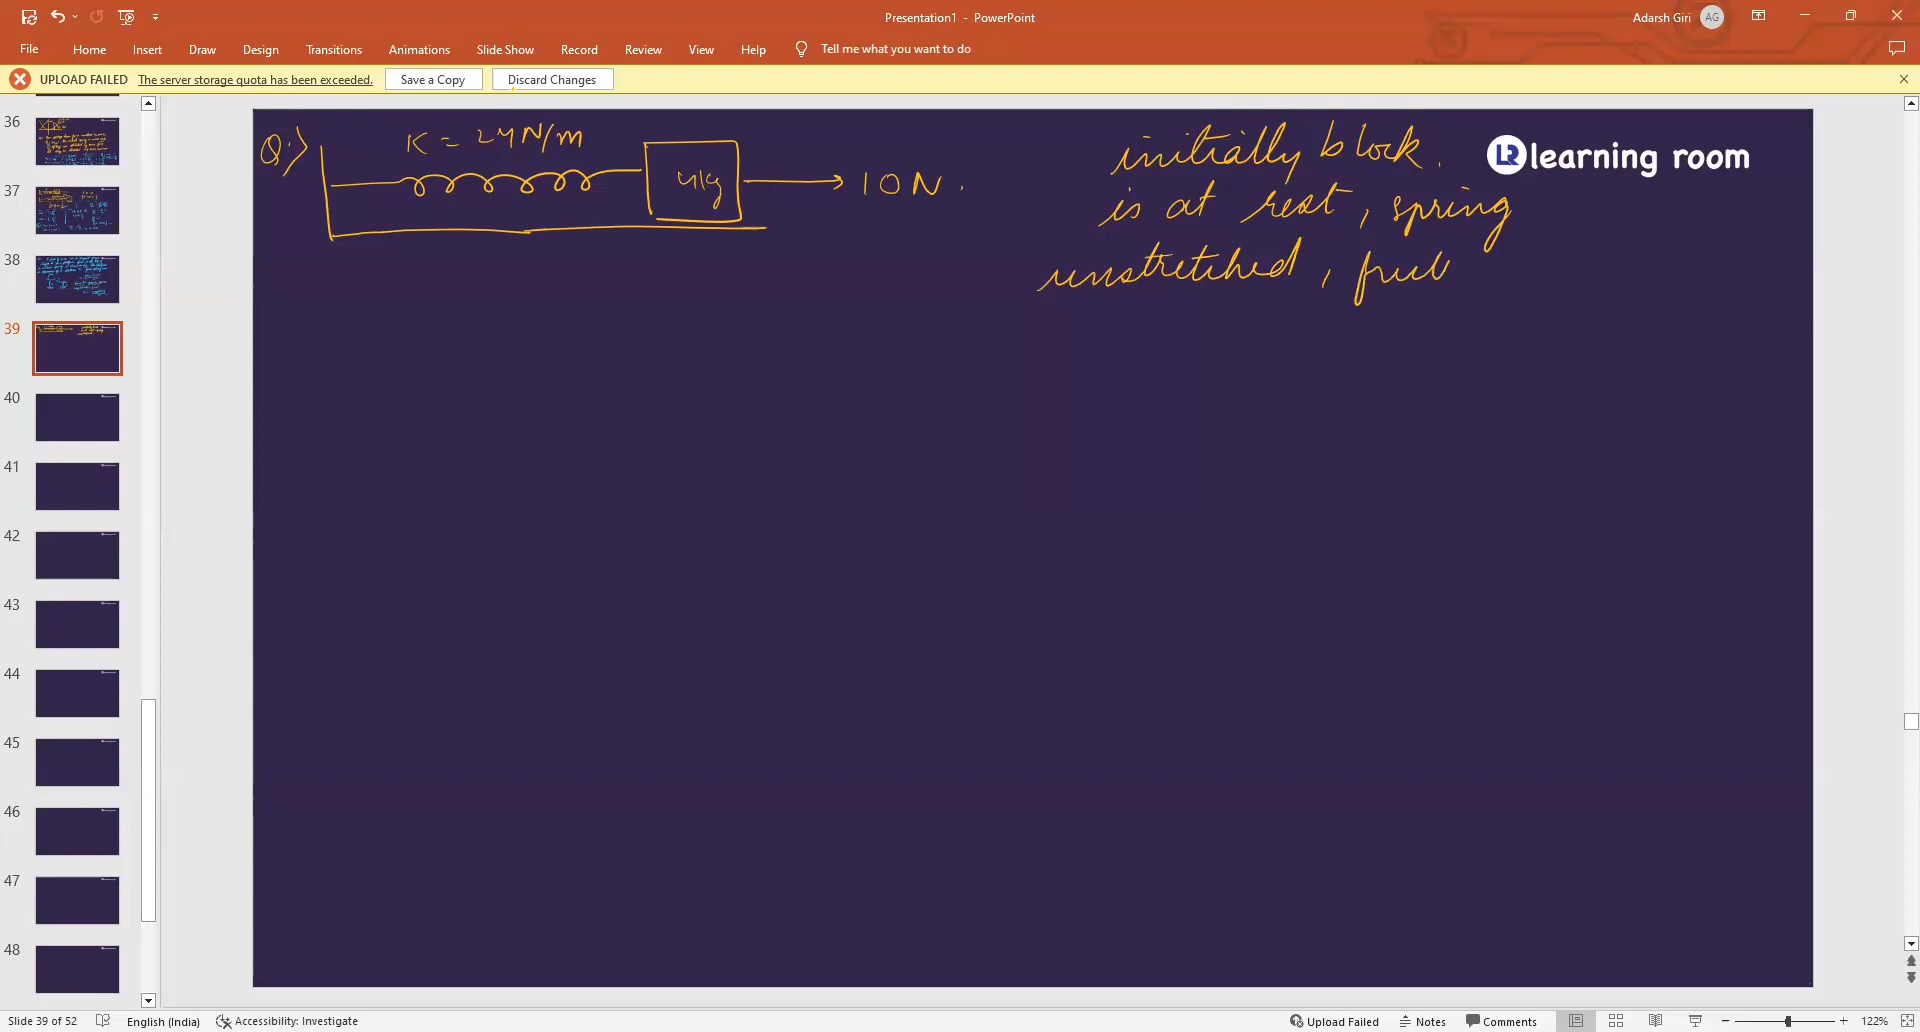 Presentation1 - PowerPoint
Adarsh Giri AG
File Home Insert Draw Design Transitions Animations Slide Show Record Review View Help Tell me what you want to do
UPLOAD FAILED The server storage quota has been exceeded. Save a Copy Discard Changes
36
37
38
39
40
41
42
43
44
45
46
47
48
Q:) K = 24N/m
4kg 10N.
initially block.
is at rest, spring
unstretched,
LR learning room
Slide 39 of 52 English (India) Accessibility: Investigate Upload Failed Notes Comments 122%